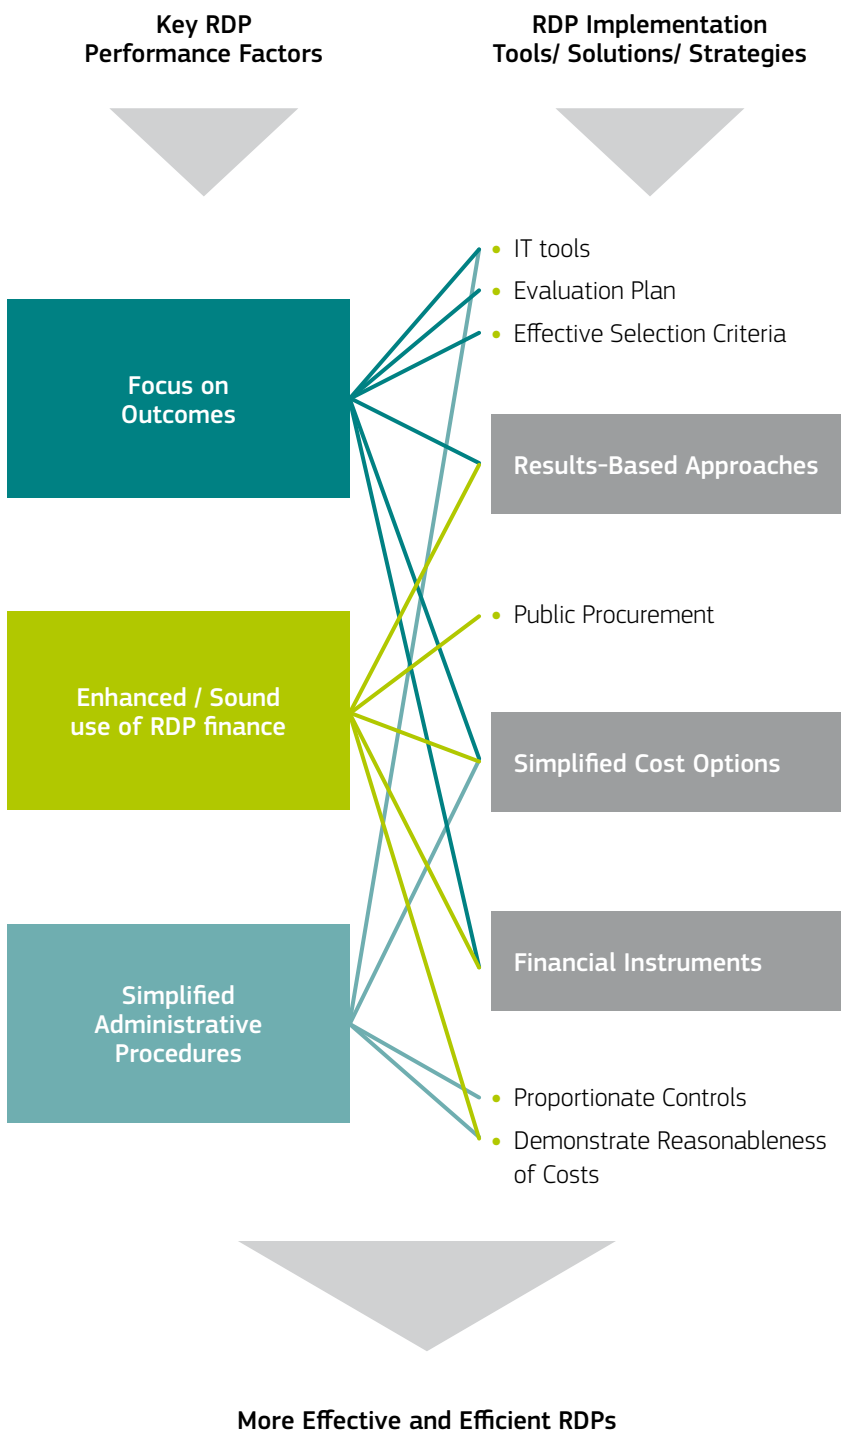 Key RDP
Performance Factors
RDP Implementation
Tools/ Solutions/ Strategies
Focus on
Outcomes
Enhanced / Sound
use of RDP finance
Simplified
Administrative
Procedures
• IT tools
• Evaluation Plan
• Effective Selection Criteria
Results-Based Approaches
• Public Procurement
Simplified Cost Options
Financial Instruments
• Proportionate Controls
• Demonstrate Reasonableness
of Costs
More Effective and Efficient RDPs